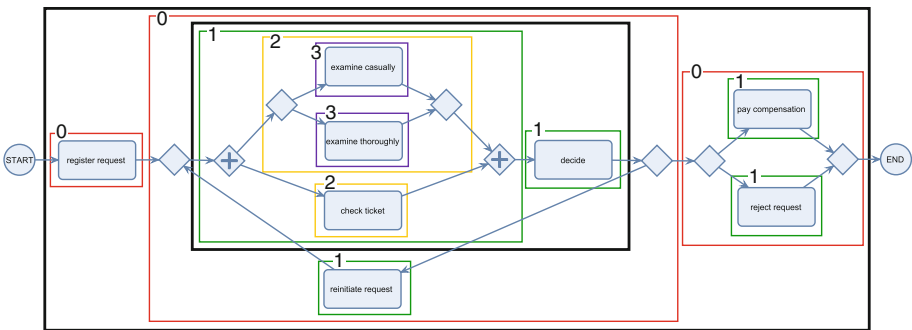 0
1
2
3
examine casually
0
1
pay compensation
3
examine thoroughly
1
decide
0
START
register request
END
2
check ticket
1
reject request
1
reinitiate request